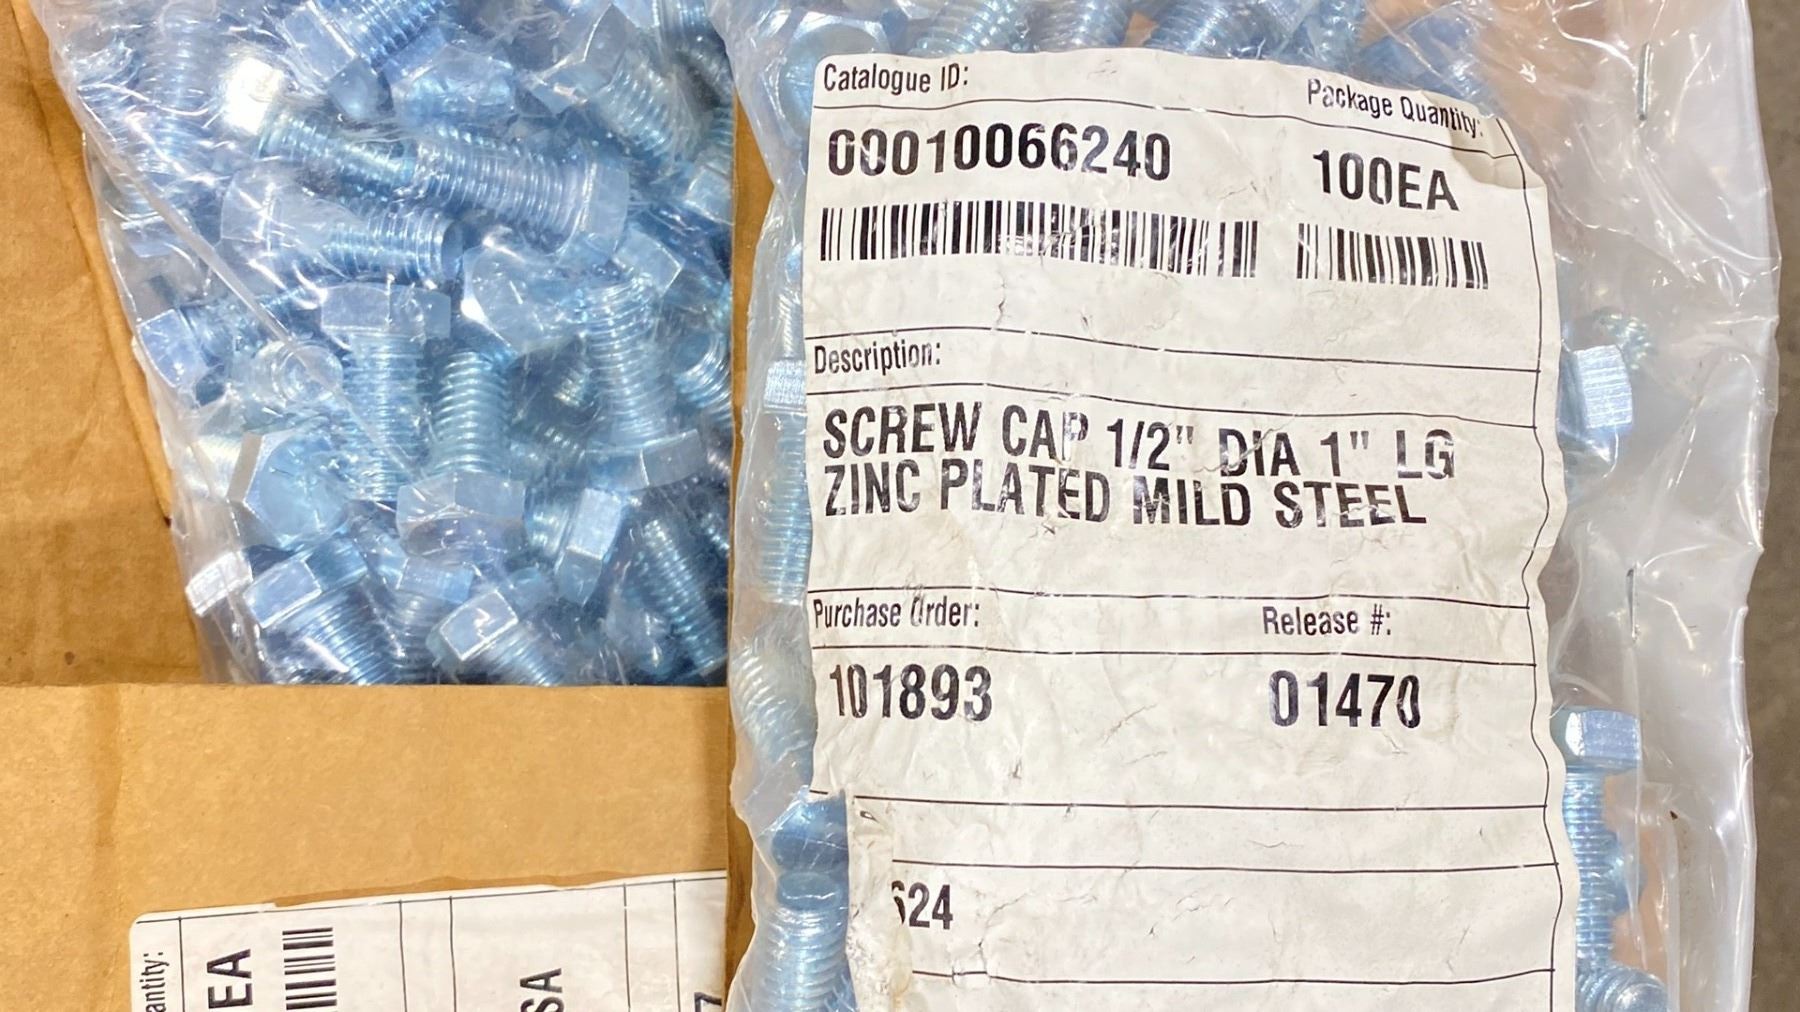 Catalogue ID: Package Quantity:
00010066240 100EA
Description:
SCREW CAP 1/2" DIA 1" LG
ZINC PLATED MILD STEEL
Purchase Order: Release #:
101893 01470
624
antity:
EA
SA
7